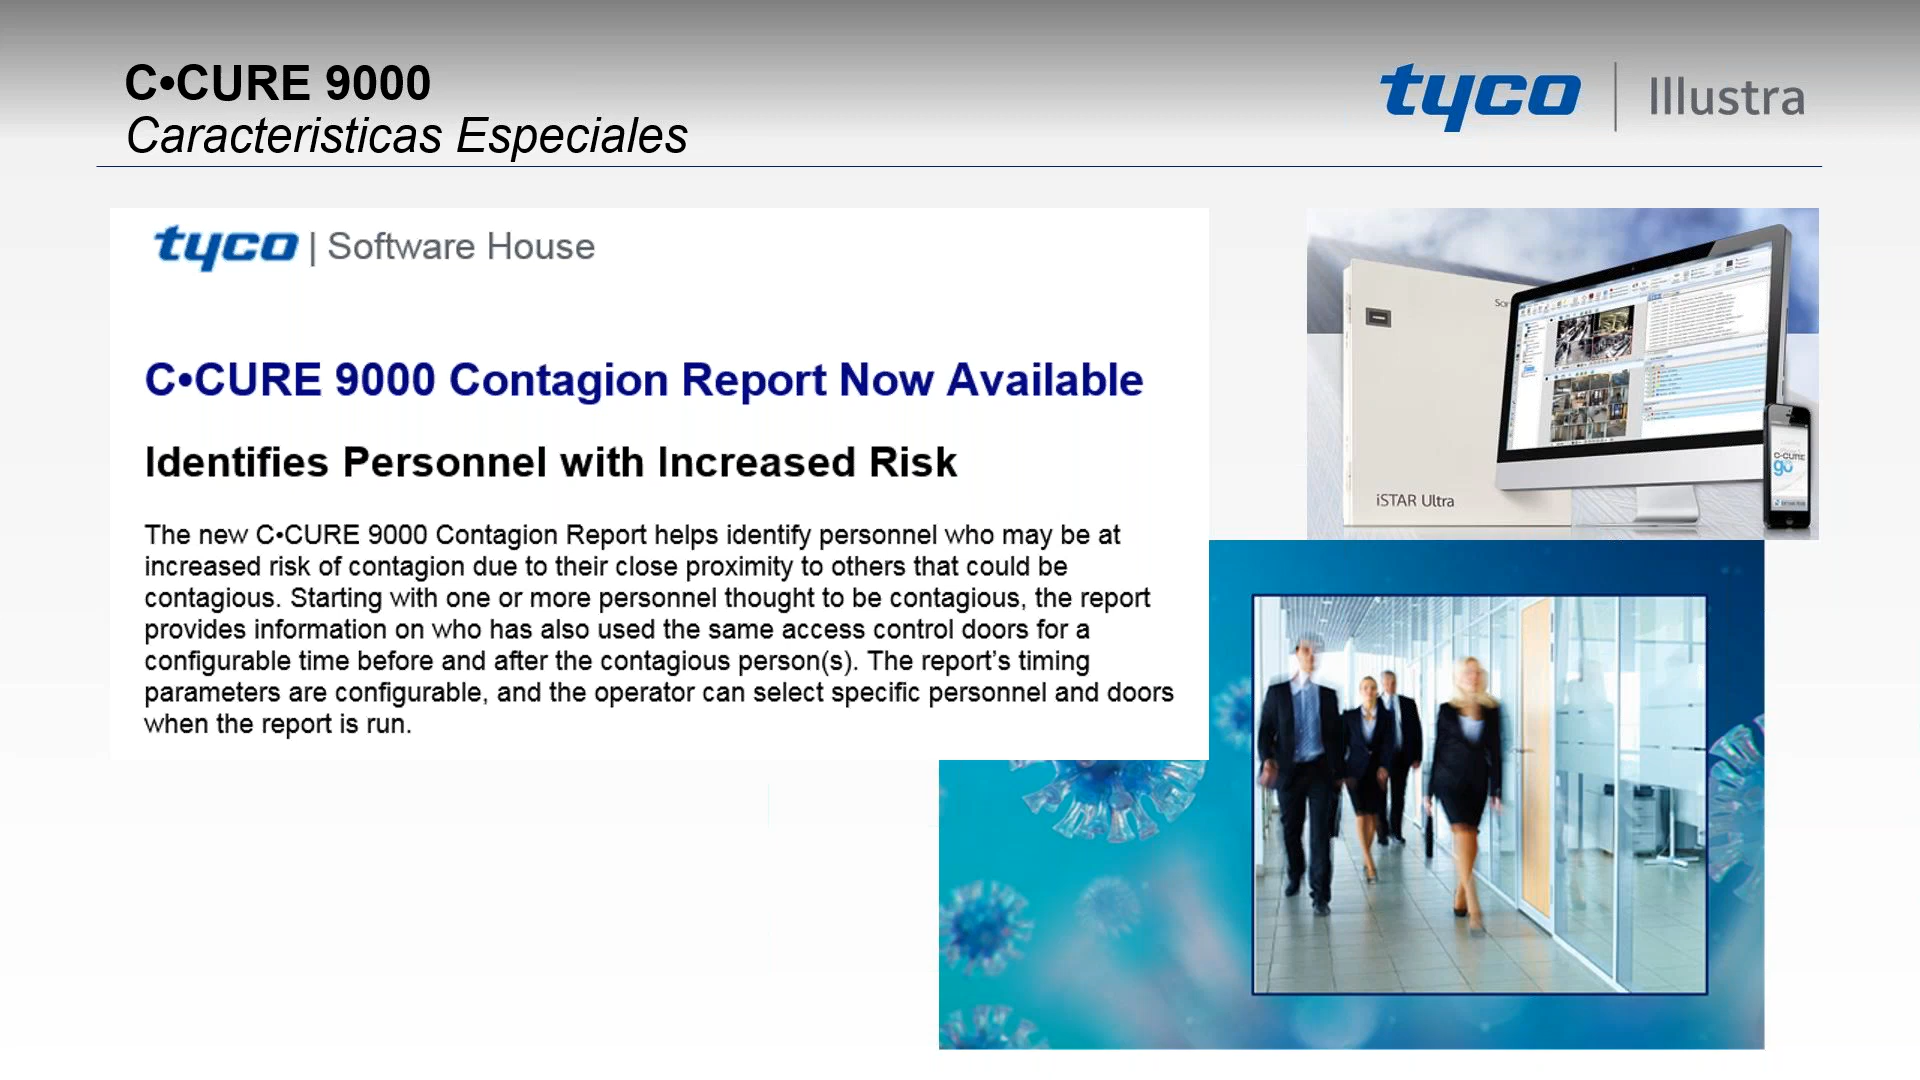 C•CURE 9000
Caracteristicas Especiales
tyco | Illustra
tyco | Software House
C•CURE 9000 Contagion Report Now Available
Identifies Personnel with Increased Risk
The new C•CURE 9000 Contagion Report helps identify personnel who may be at
increased risk of contagion due to their close proximity to others that could be
contagious. Starting with one or more personnel thought to be contagious, the report
provides information on who has also used the same access control doors for a
configurable time before and after the contagious person(s). The report’s timing
parameters are configurable, and the operator can select specific personnel and doors
when the report is run.
iSTAR Ultra
C•CURE
go